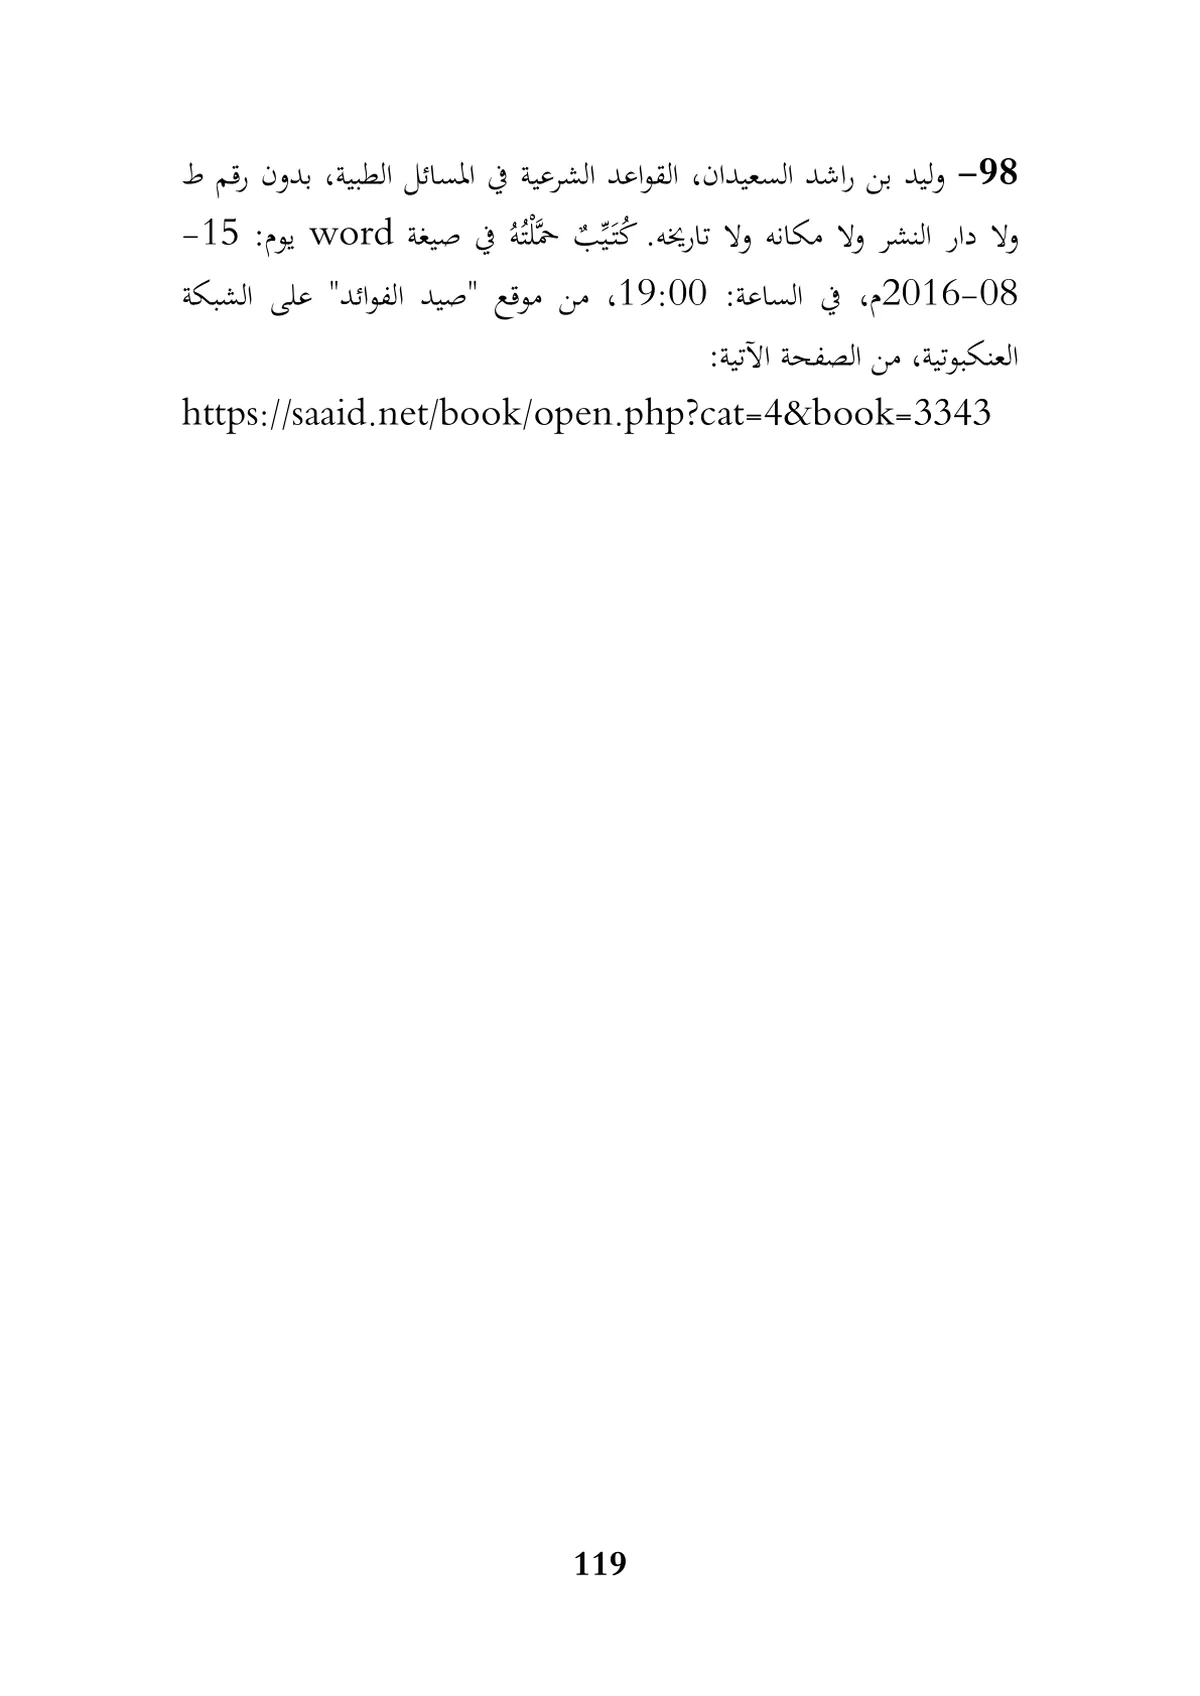 98- وليد بن راشد السعيدان، القواعد الشرعية في المسائل الطبية، بدون رقم ط
ولا دار النشر ولا مكانه ولا تاريخه. كُتَيِّبٌ حمَّلْتُهُ في صيغة word يوم: 15-
08-2016م، في الساعة: 19:00، من موقع "صيد الفوائد" على الشبكة
العنكبوتية، من الصفحة الآتية:
https://saaid.net/book/open.php?cat=4&book=3343
119